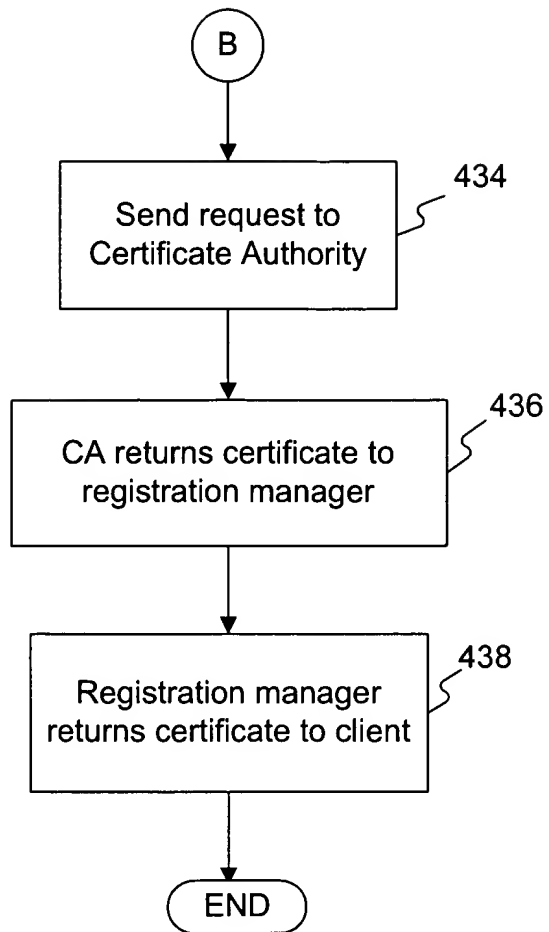 B
434
Send request to
Certificate Authority
436
CA returns certificate to
registration manager
438
Registration manager
returns certificate to client
END